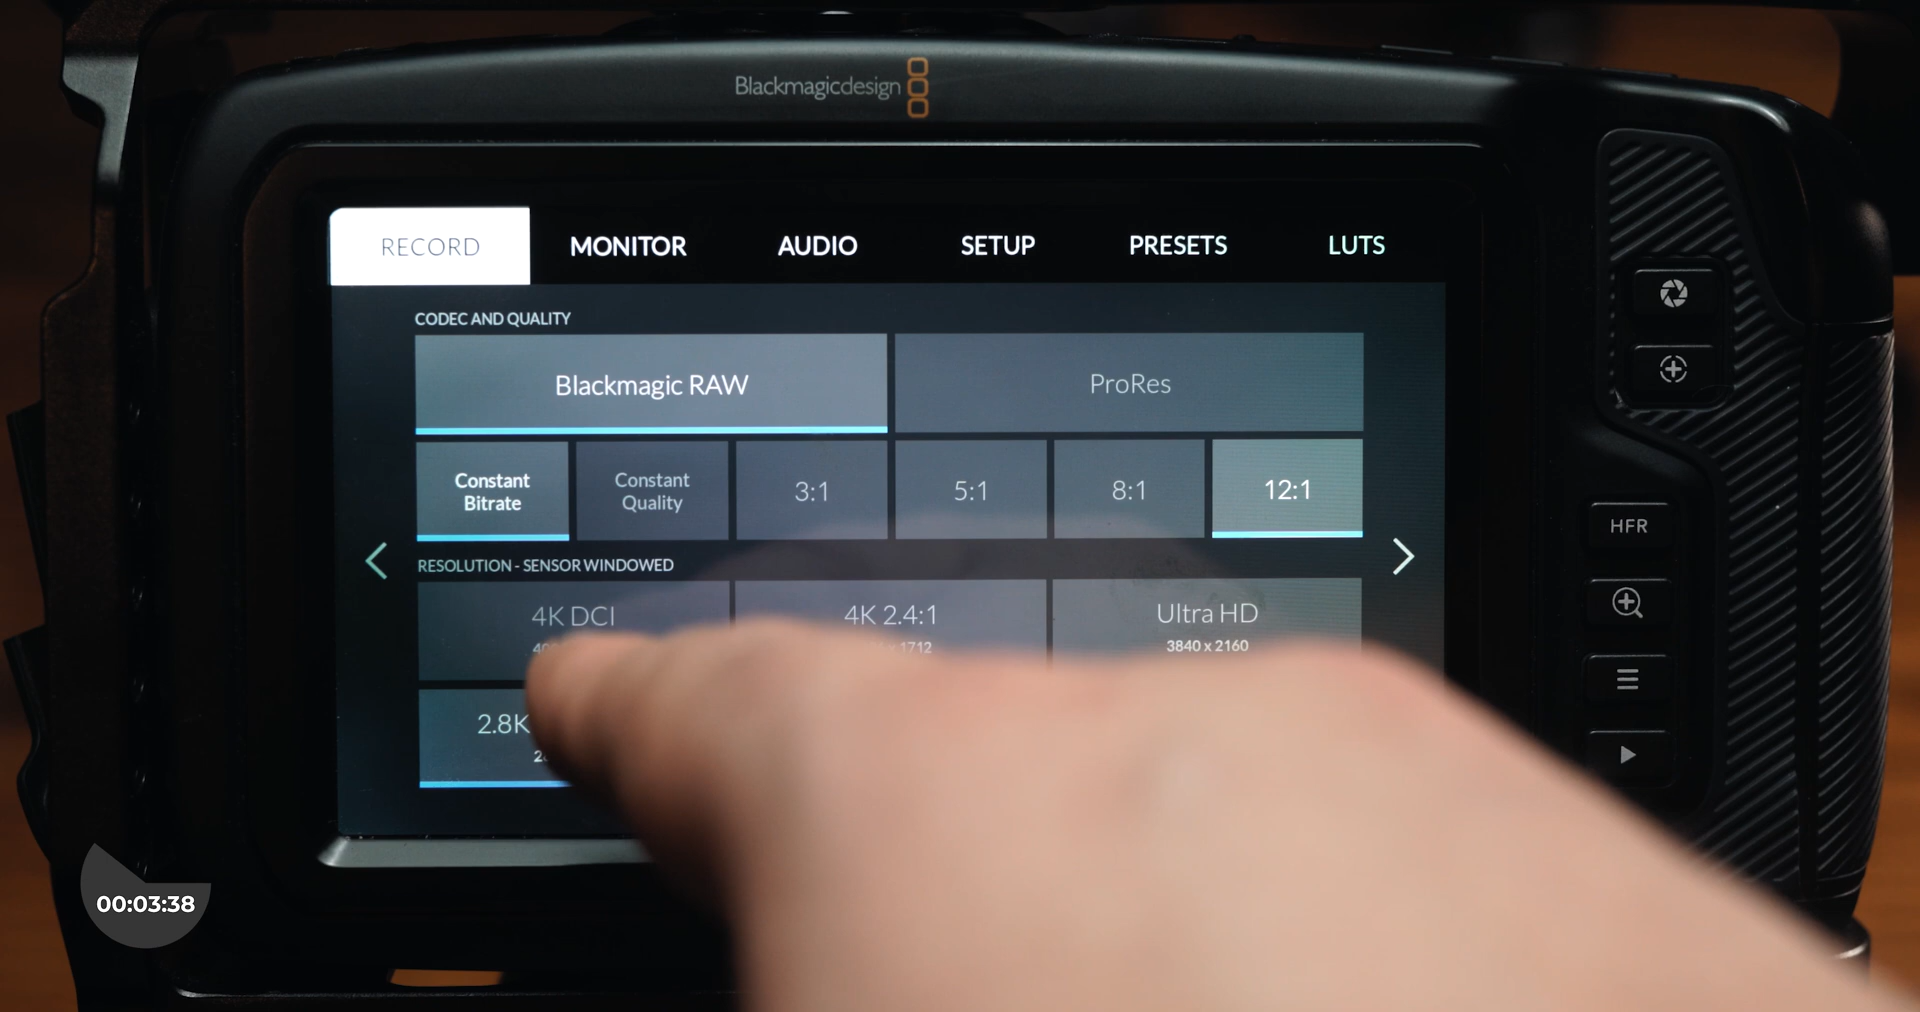 Blackmagicdesign
RECORD MONITOR AUDIO SETUP PRESETS LUTS
CODEC AND QUALITY
Blackmagic RAW ProRes
Constant Bitrate Constant Quality 3:1 5:1 8:1 12:1
RESOLUTION - SENSOR WINDOWED
4K DCI 4K 2.4:1 Ultra HD
x 1712 3840 x 2160
2.8K
HFR
00:03:38